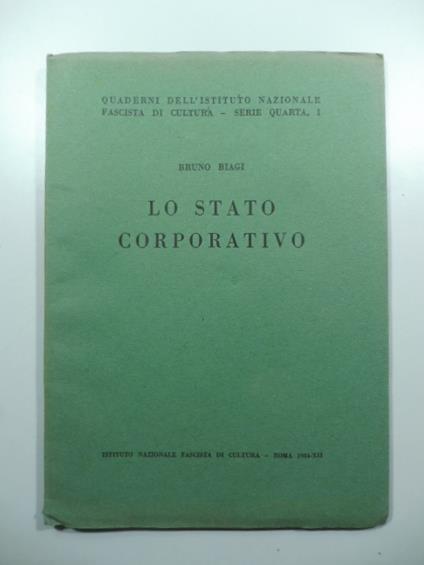 QUADERNI DELL'ISTITUTO NAZIONALE
FASCISTA DI CULTURA - SERIE QUARTA, 1
BRUNO BIAGI
LO STATO
CORPORATIVO
ISTITUTO NAZIONALE FASCISTA DI CULTURA - ROMA 1934-XII